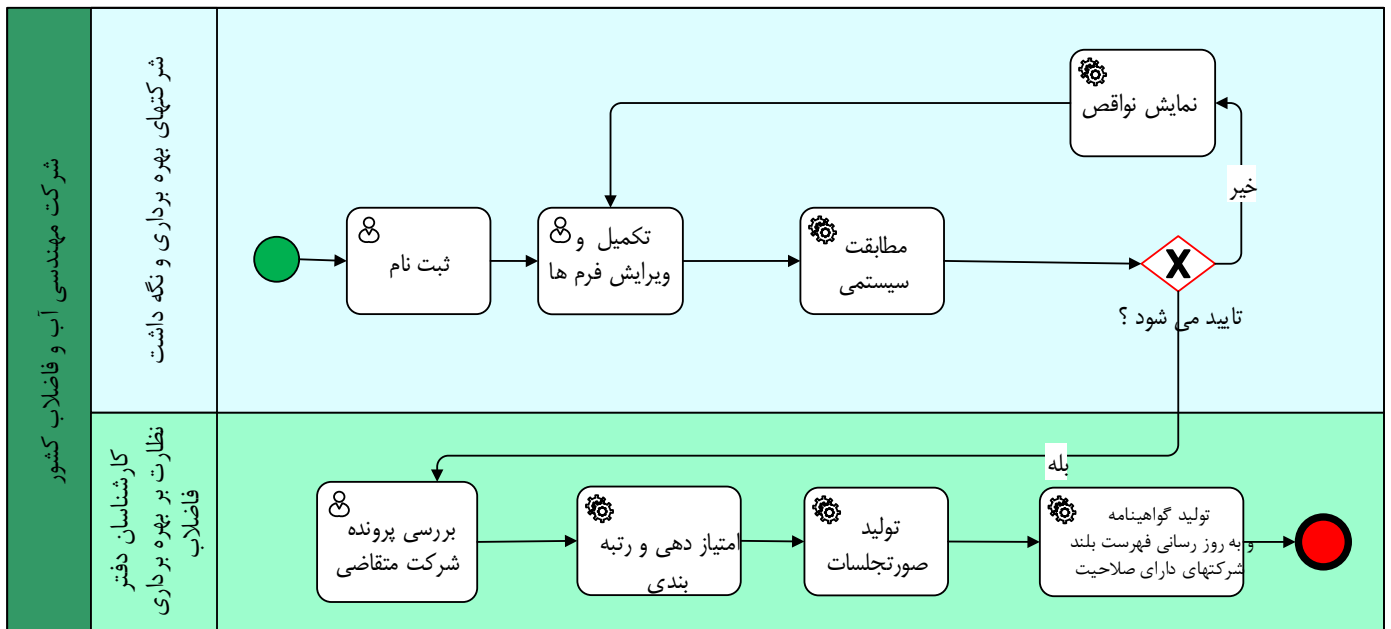 شرکت مهندسی آب و فاضلاب کشور
شرکتهای بهره برداری و نگه داشت
نمایش نواقص
خیر
ثبت نام
تکمیل و
ویرایش فرم ها
مطابقت
سیستمی
X
تایید می شود ؟
کارشناسان دفتر
نظارت بر بهره برداری
فاضلاب
بله
بررسی پرونده
شرکت متقاضی
امتیاز دهی و رتبه
بندی
تولید
صورتجلسات
تولید گواهینامه
و به روز رسانی فهرست بلند
شرکتهای دارای صلاحیت